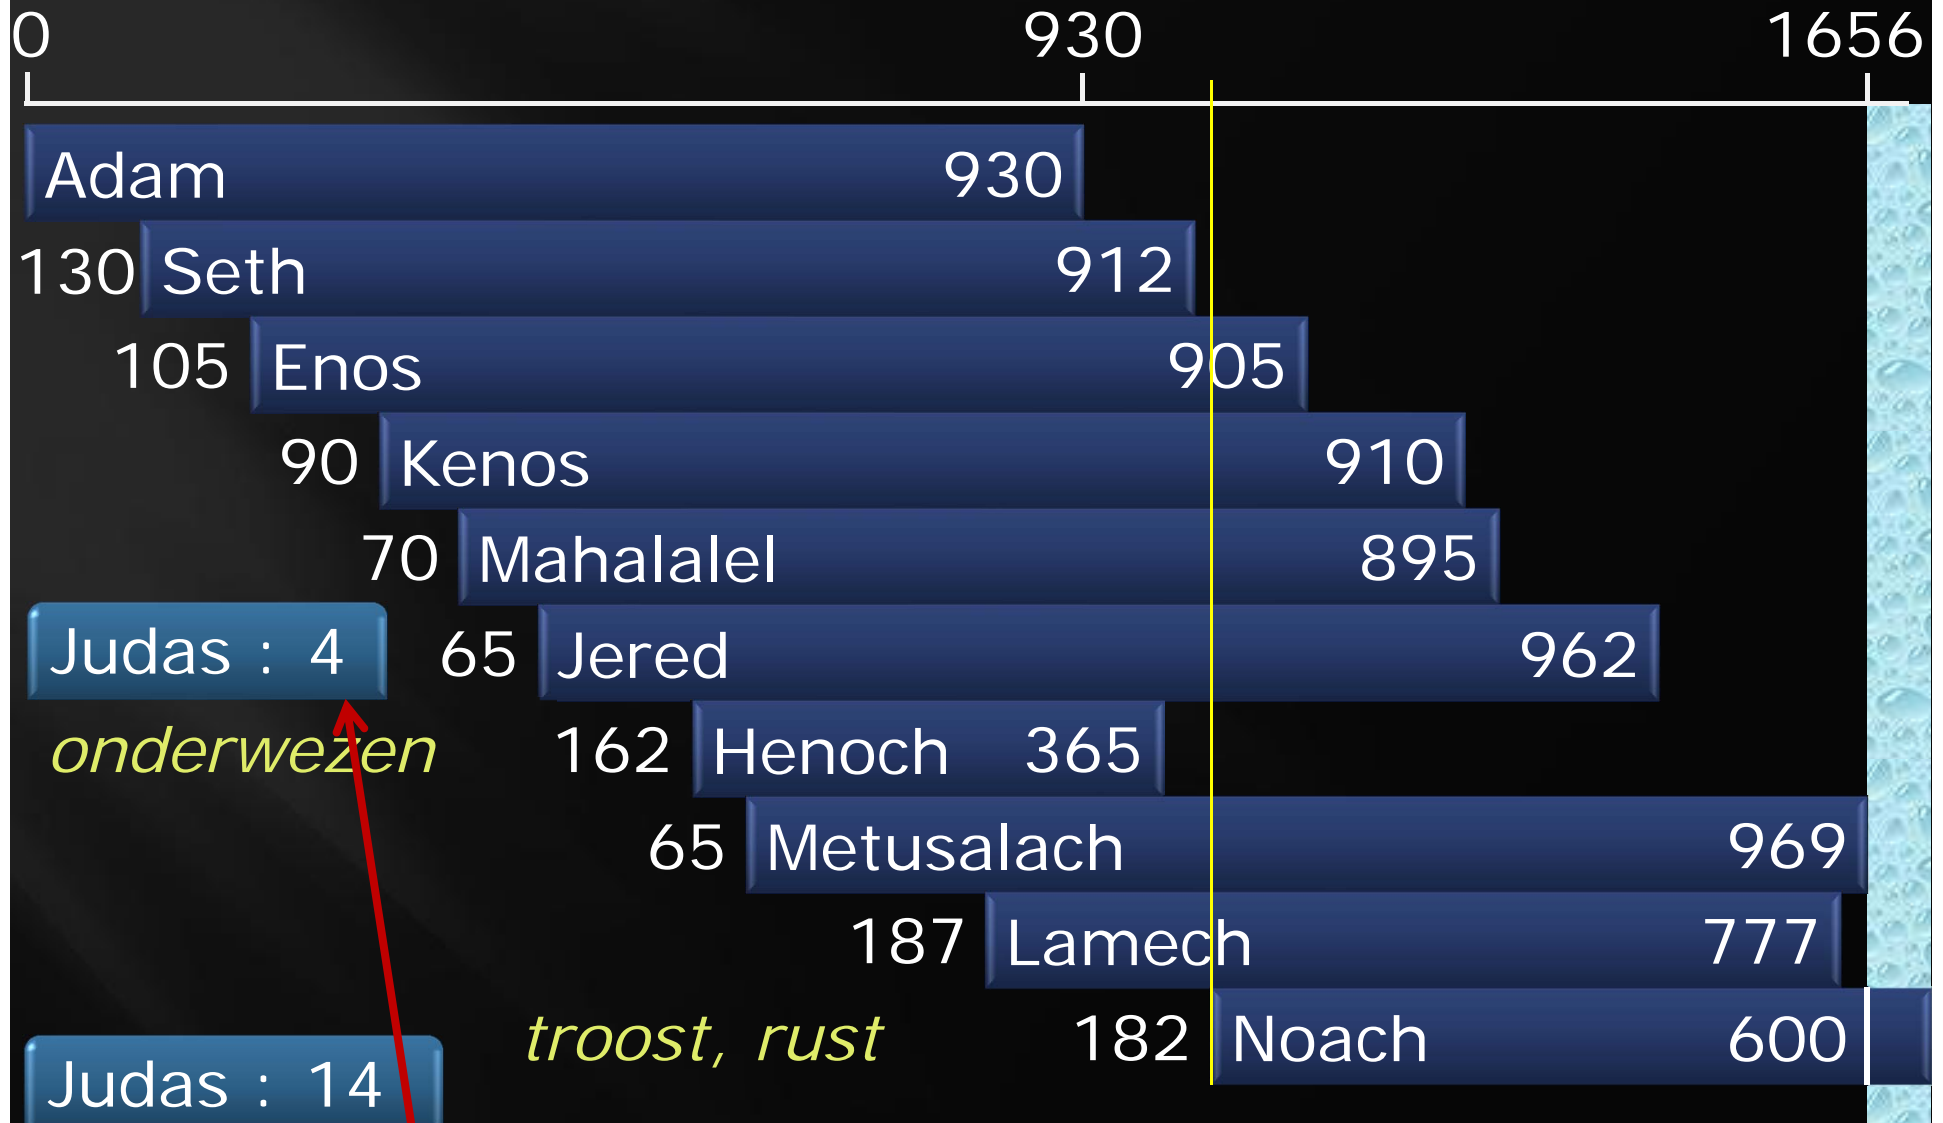 0 930 1656
Adam 930
130 Seth 912
105 Enos 905
90 Kenos 910
70 Mahalalel 895
Judas : 4 65 Jered 962
onderwezen 162 Henoch 365
65 Metusalach 969
187 Lamech 777
troost, rust 182 Noach 600
Judas : 14